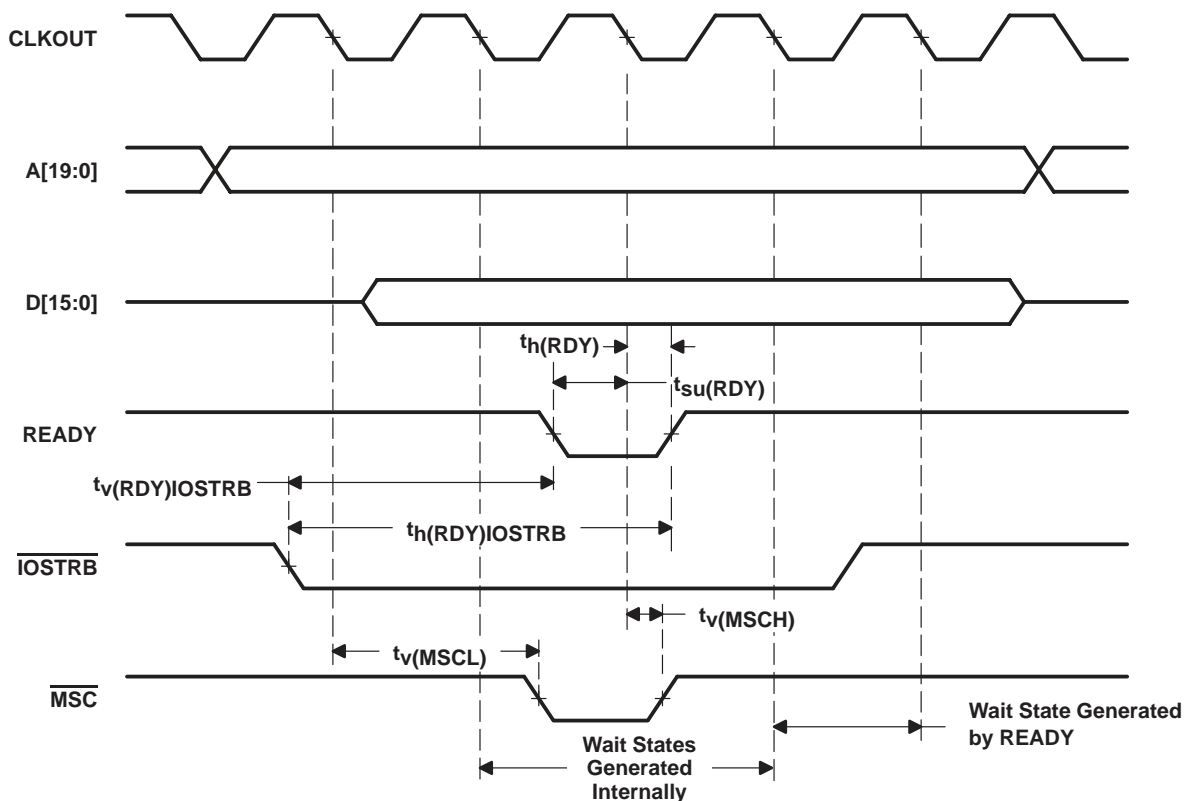 CLKOUT
A[19:0]
D[15:0]
th(RDY)
tsu(RDY)
READY
tv(RDY)IOSTRB
th(RDY)IOSTRB
IOSTRB
tv(MSCH)
tv(MSCL)
MSC
Wait State Generated
by READY
Wait States
Generated
Internally